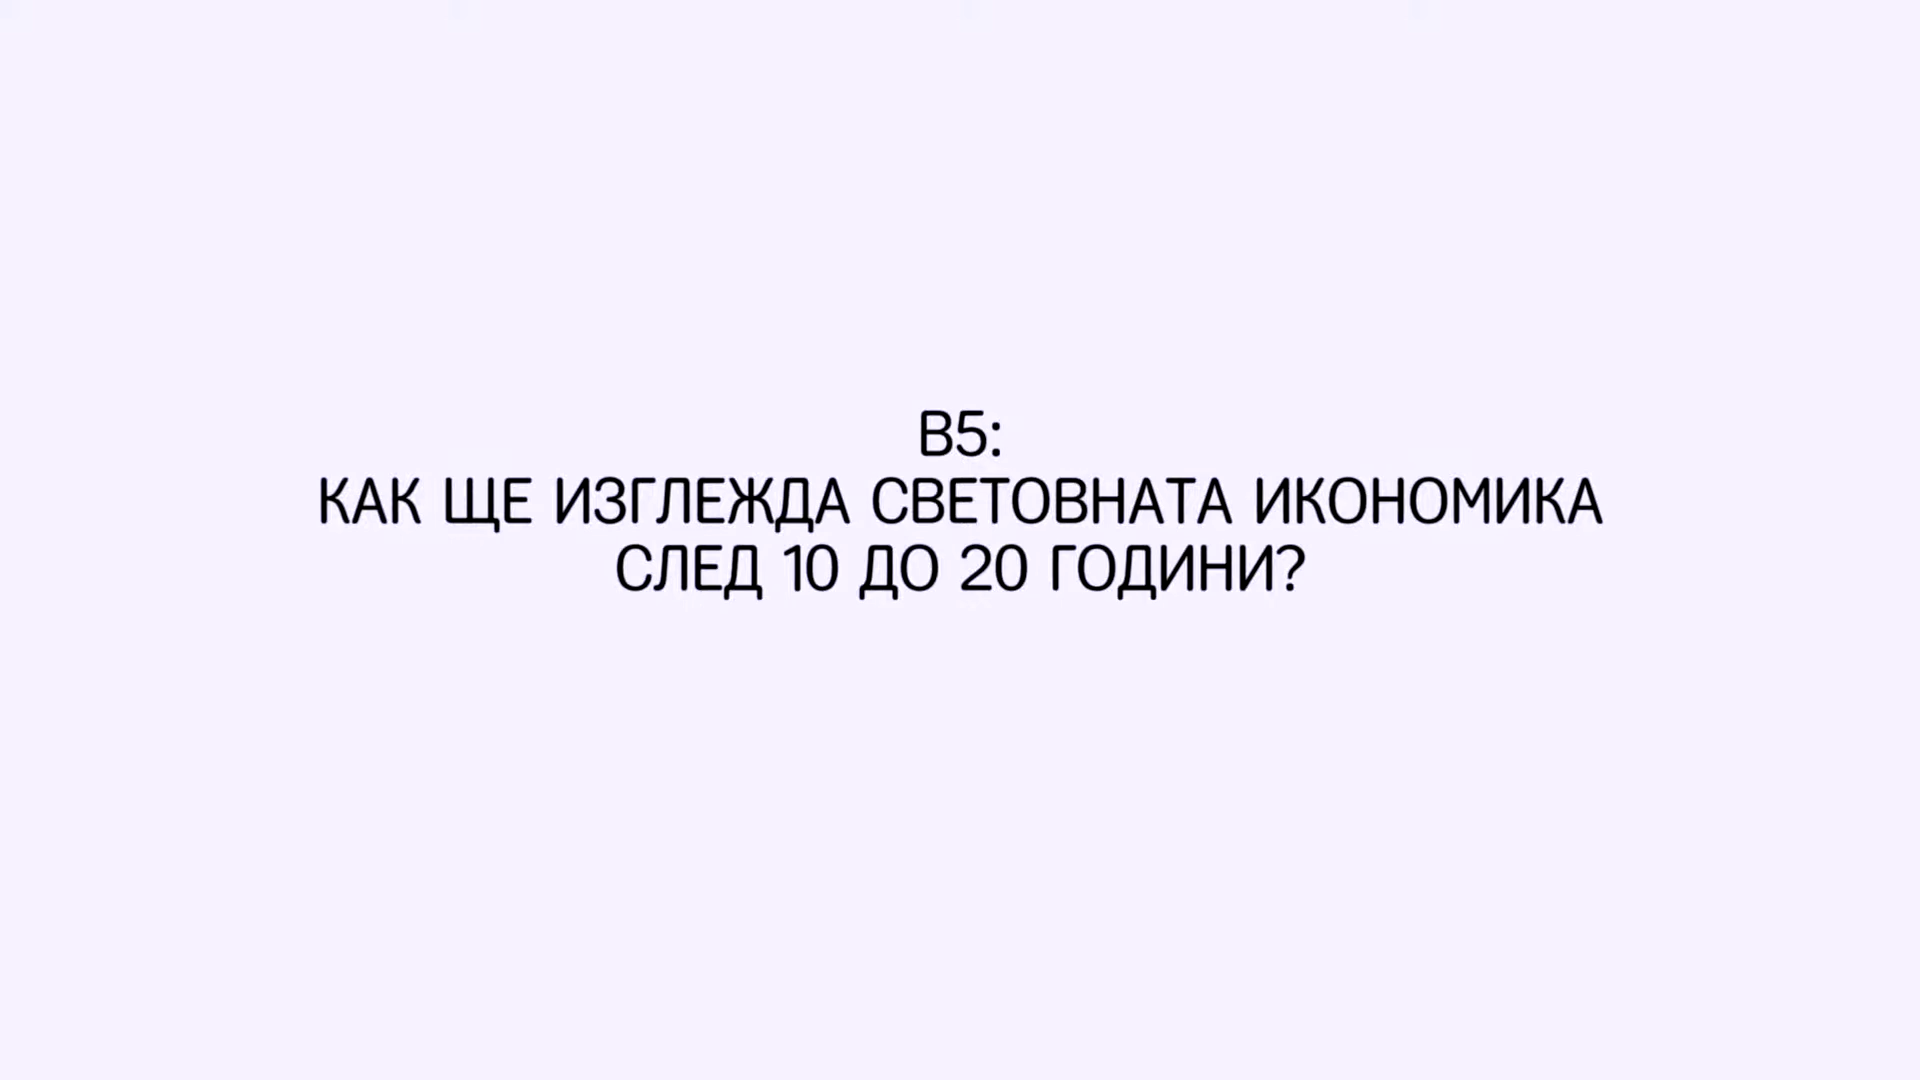 В5:
КАК ЩЕ ИЗГЛЕЖДА СВЕТОВНАТА ИКОНОМИКА
СЛЕД 10 ДО 20 ГОДИНИ?